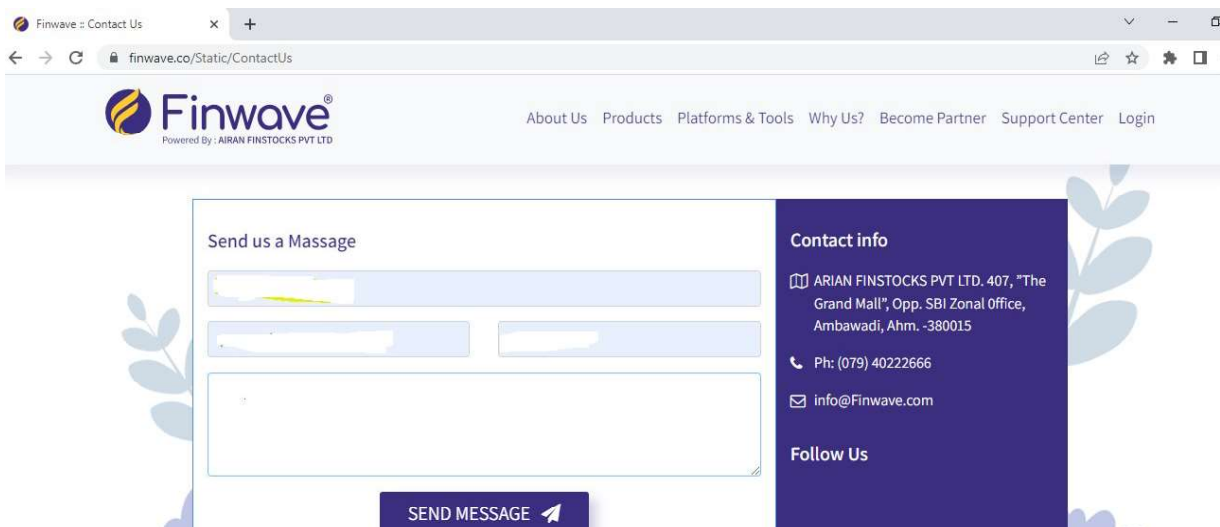 Finwave :: Contact Us
finwave.co/Static/ContactUs
Finwave®
Powered By : AIRAN FINSTOCKS PVT LTD
About Us Products Platforms & Tools Why Us? Become Partner Support Center Login
Send us a Massage
SEND MESSAGE
Contact info
ARIAN FINSTOCKS PVT LTD. 407, "The
Grand Mall", Opp. SBI Zonal 0ffice,
Ambawadi, Ahm. -380015
Ph: (079) 40222666
info@Finwave.com
Follow Us